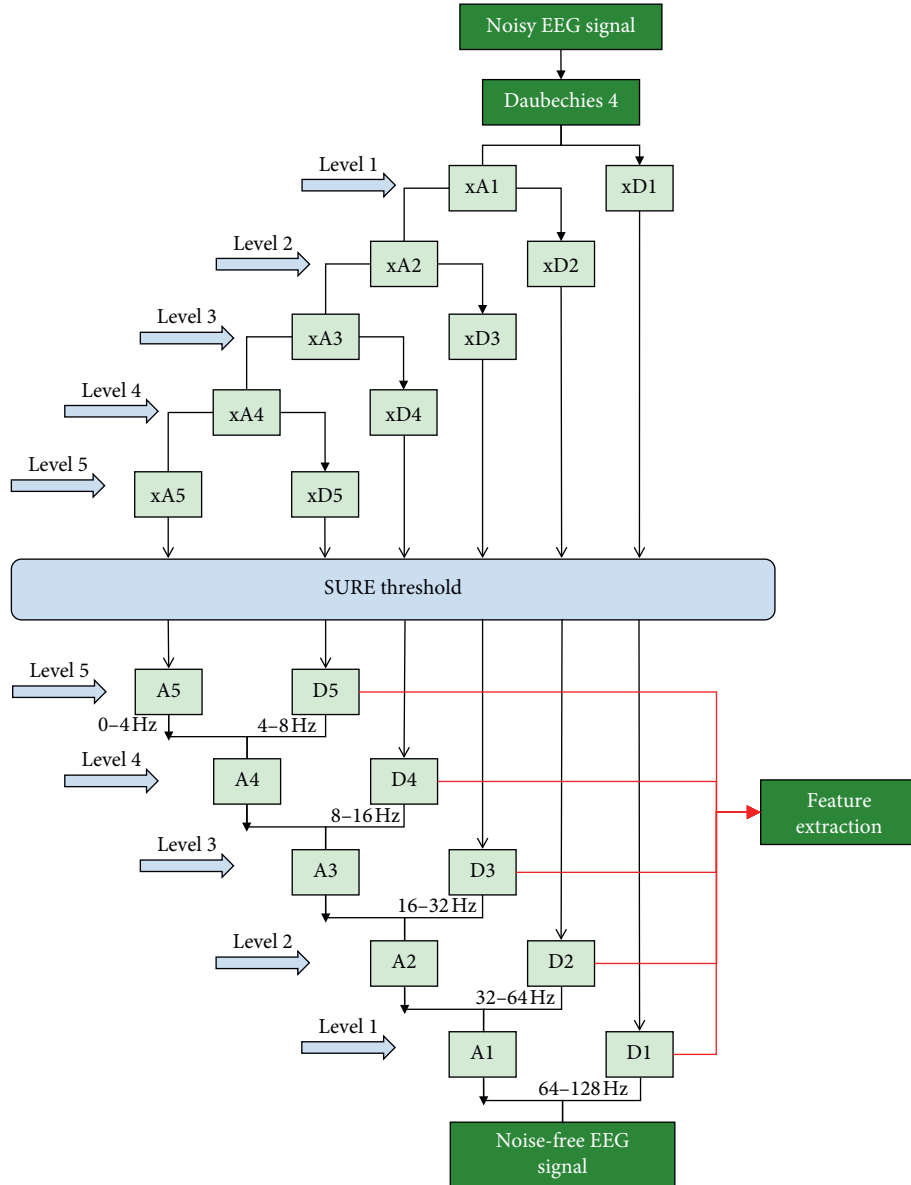 Noisy EEG signal
Daubechies 4
Level 1
xA1
xD1
Level 2
xA2
xD2
Level 3
xA3
xD3
Level 4
xA4
xD4
Level 5
xA5
xD5
SURE threshold
Level 5
A5
D5
0–4 Hz
4–8 Hz
Level 4
A4
D4
8–16 Hz
Feature
extraction
Level 3
A3
D3
16–32 Hz
Level 2
A2
D2
32–64 Hz
Level 1
A1
D1
64–128 Hz
Noise-free EEG
signal